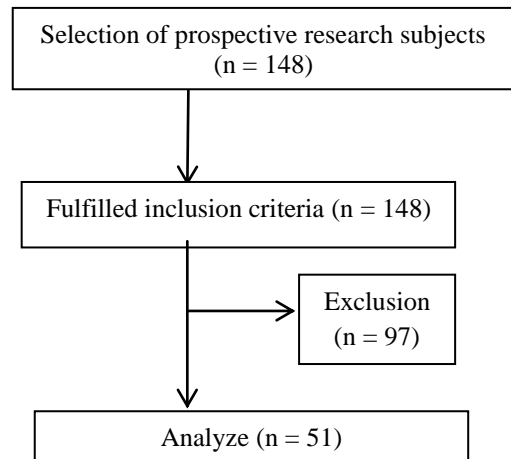 Selection of prospective research subjects
(n = 148)
Fulfilled inclusion criteria (n = 148)
Exclusion
(n = 97)
Analyze (n = 51)